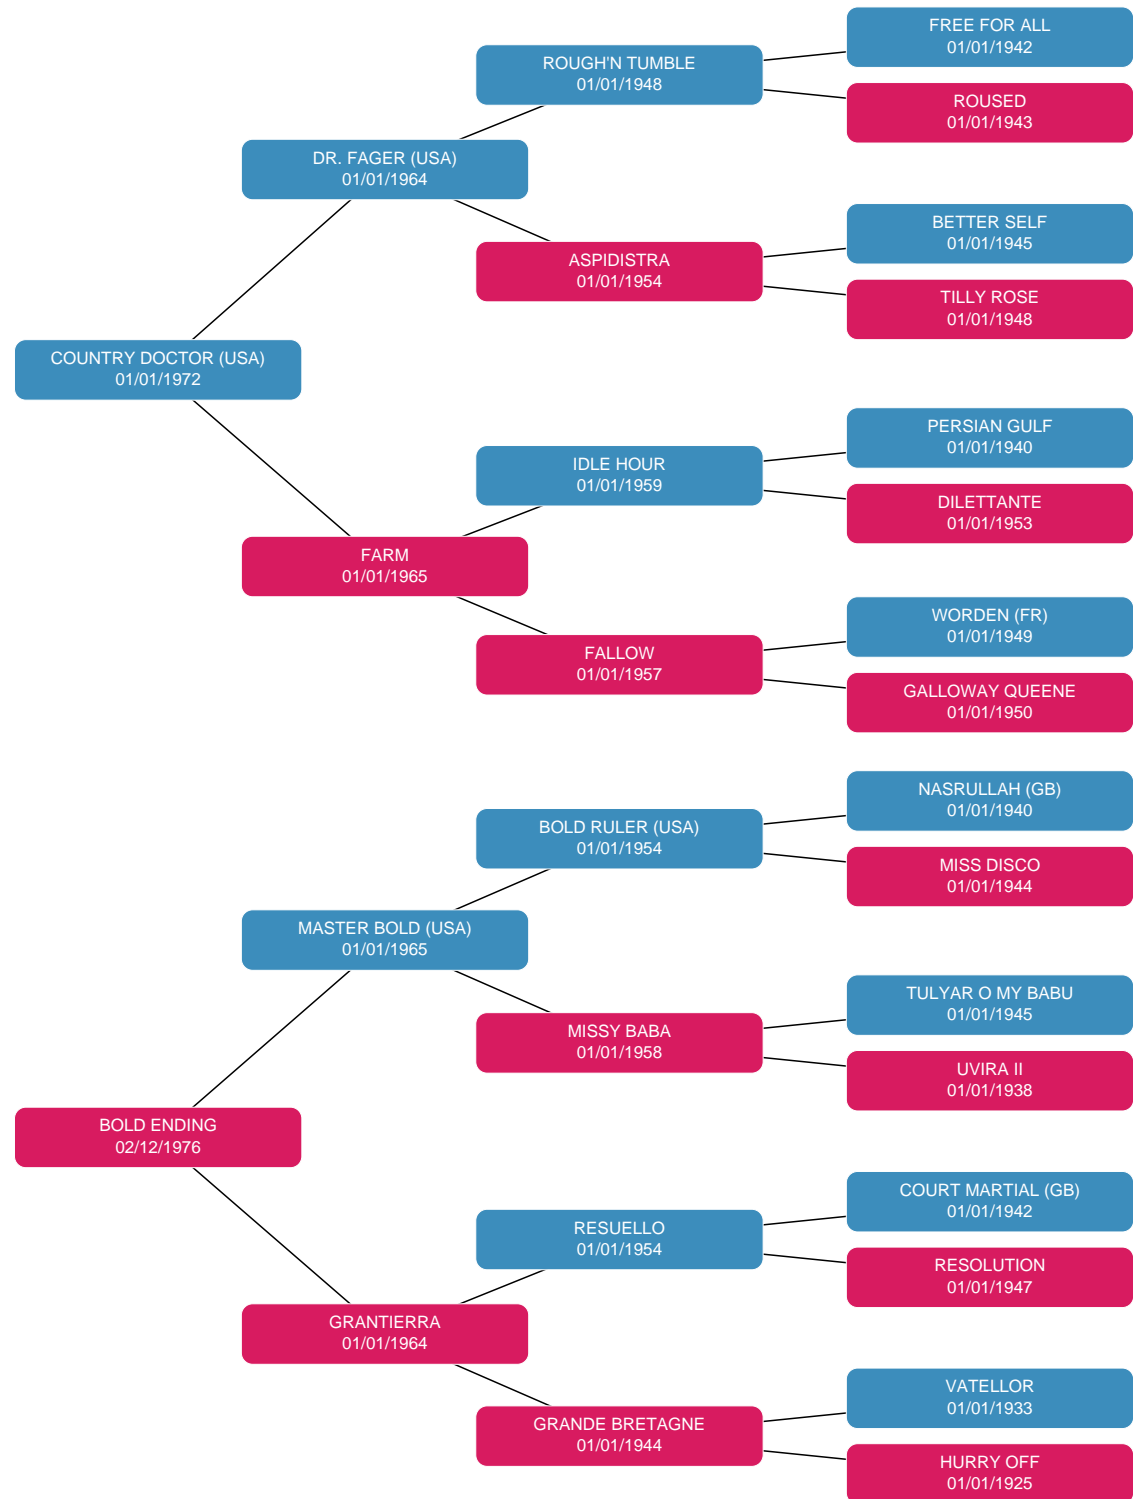 FREE FOR ALL
01/01/1942
ROUGH'N TUMBLE
01/01/1948
ROUSED
01/01/1943
DR. FAGER (USA)
01/01/1964
BETTER SELF
01/01/1945
ASPIDISTRA
01/01/1954
TILLY ROSE
01/01/1948
COUNTRY DOCTOR (USA)
01/01/1972
PERSIAN GULF
01/01/1940
IDLE HOUR
01/01/1959
DILETTANTE
01/01/1953
FARM
01/01/1965
WORDEN (FR)
01/01/1949
FALLOW
01/01/1957
GALLOWAY QUEENE
01/01/1950
NASRULLAH (GB)
01/01/1940
BOLD RULER (USA)
01/01/1954
MISS DISCO
01/01/1944
MASTER BOLD (USA)
01/01/1965
TULYAR O MY BABU
01/01/1945
MISSY BABA
01/01/1958
UVIRA II
01/01/1938
BOLD ENDING
02/12/1976
COURT MARTIAL (GB)
01/01/1942
RESUELLO
01/01/1954
RESOLUTION
01/01/1947
GRANTIERRA
01/01/1964
VATELLOR
01/01/1933
GRANDE BRETAGNE
01/01/1944
HURRY OFF
01/01/1925